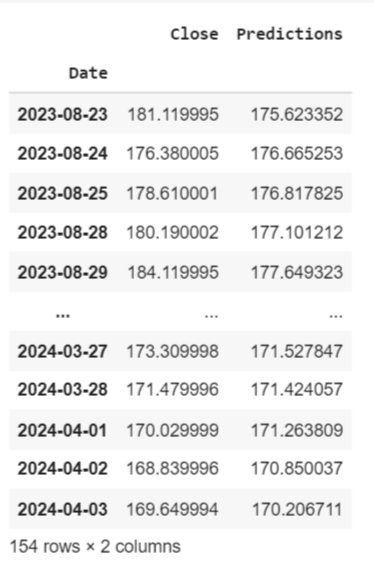 Close Predictions
Date
2023-08-23 181.119995 175.623352
2023-08-24 176.380005 176.665253
2023-08-25 178.610001 176.817825
2023-08-28 180.190002 177.101212
2023-08-29 184.119995 177.649323
... ... ...
2024-03-27 173.309998 171.527847
2024-03-28 171.479996 171.424057
2024-04-01 170.029999 171.263809
2024-04-02 168.839996 170.850037
2024-04-03 169.649994 170.206711
154 rows × 2 columns